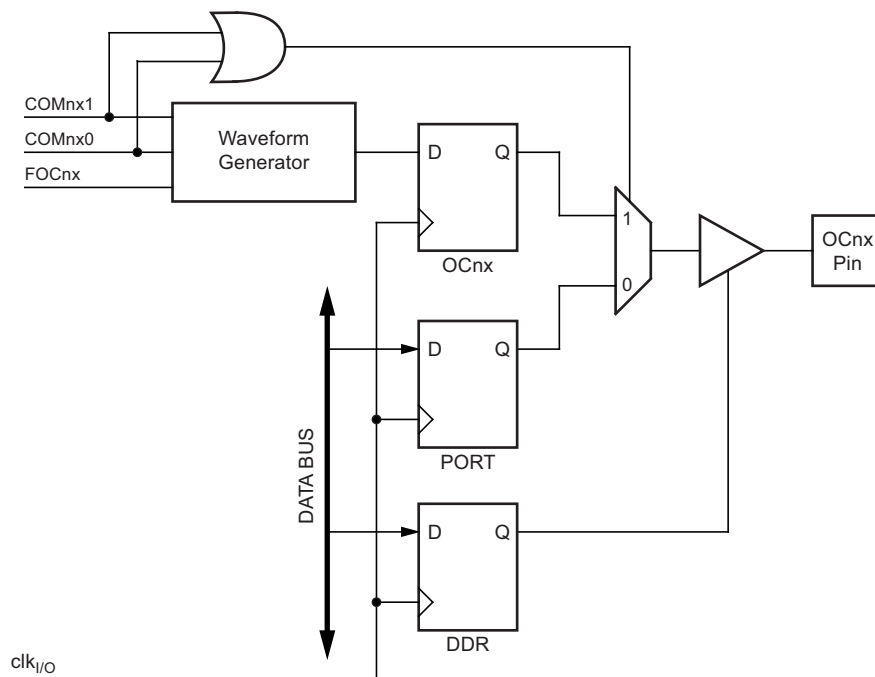 COMnx1
COMnx0
FOCnx
Waveform
Generator
D
Q
OCnx
1
0
OCnx
Pin
D
Q
PORT
DATA BUS
D
Q
DDR
clkI/O